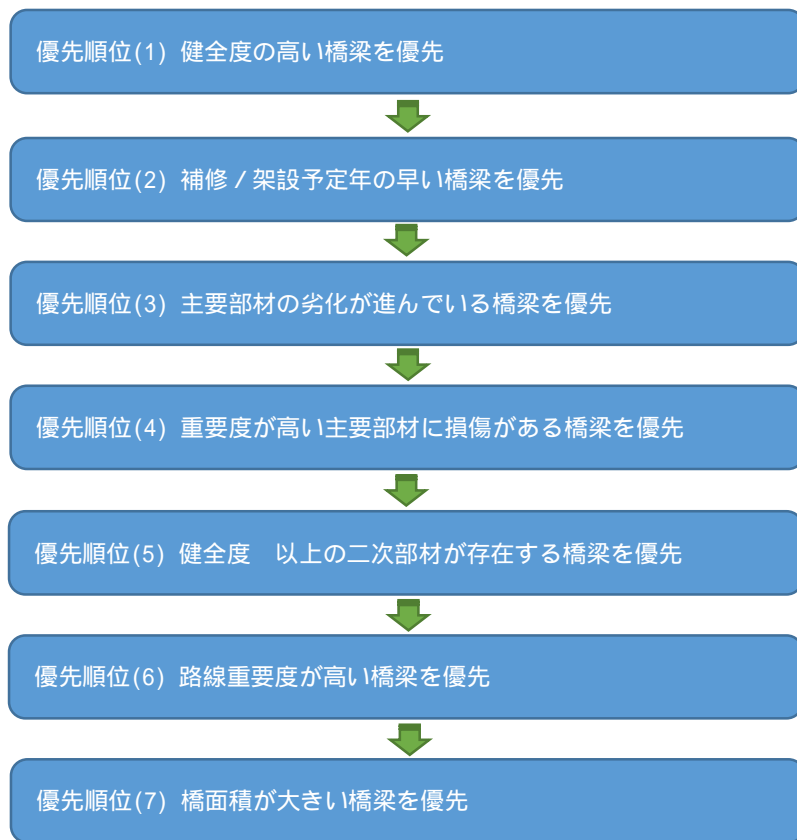 優先順位(1) 健全度の高い橋梁を優先
優先順位(2) 補修／架設予定年の早い橋梁を優先
優先順位(3) 主要部材の劣化が進んでいる橋梁を優先
優先順位(4) 重要度が高い主要部材に損傷がある橋梁を優先
優先順位(5) 健全度　以上の二次部材が存在する橋梁を優先
優先順位(6) 路線重要度が高い橋梁を優先
優先順位(7) 橋面積が大きい橋梁を優先